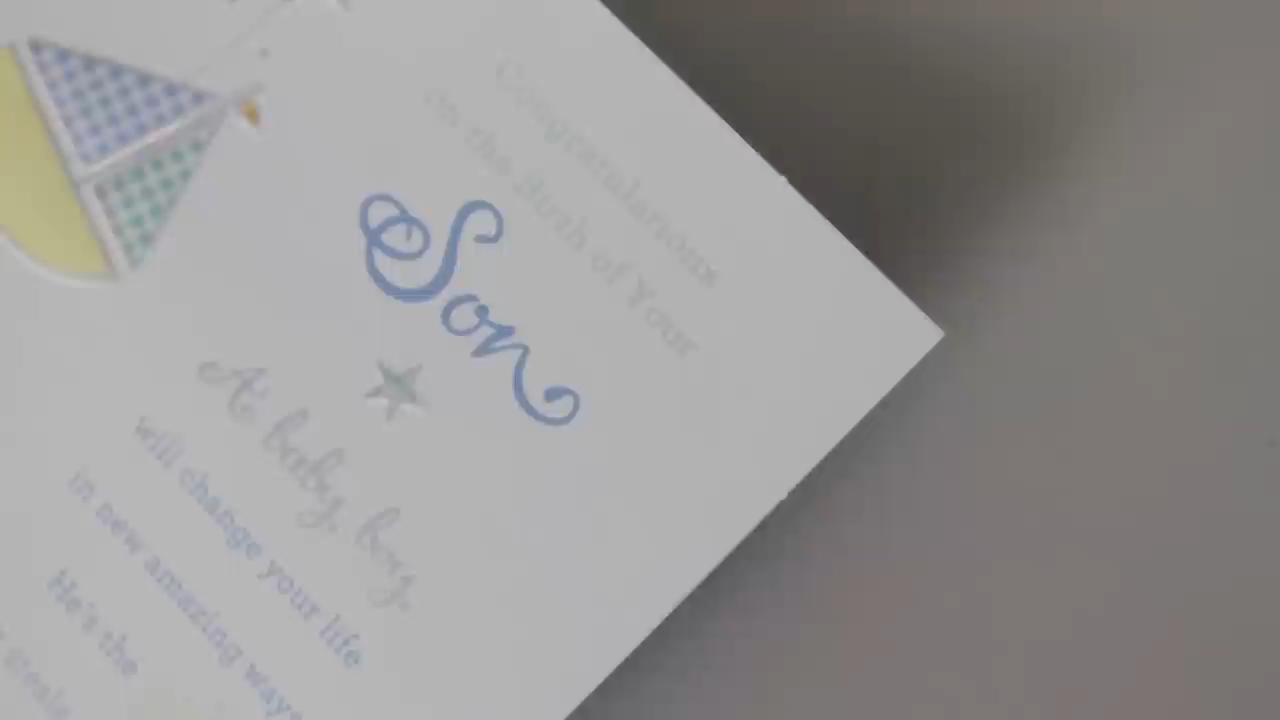 Congratulations
on the Birth of Your
Son
A baby boy
will change your life
in new amazing ways
He's the
steals